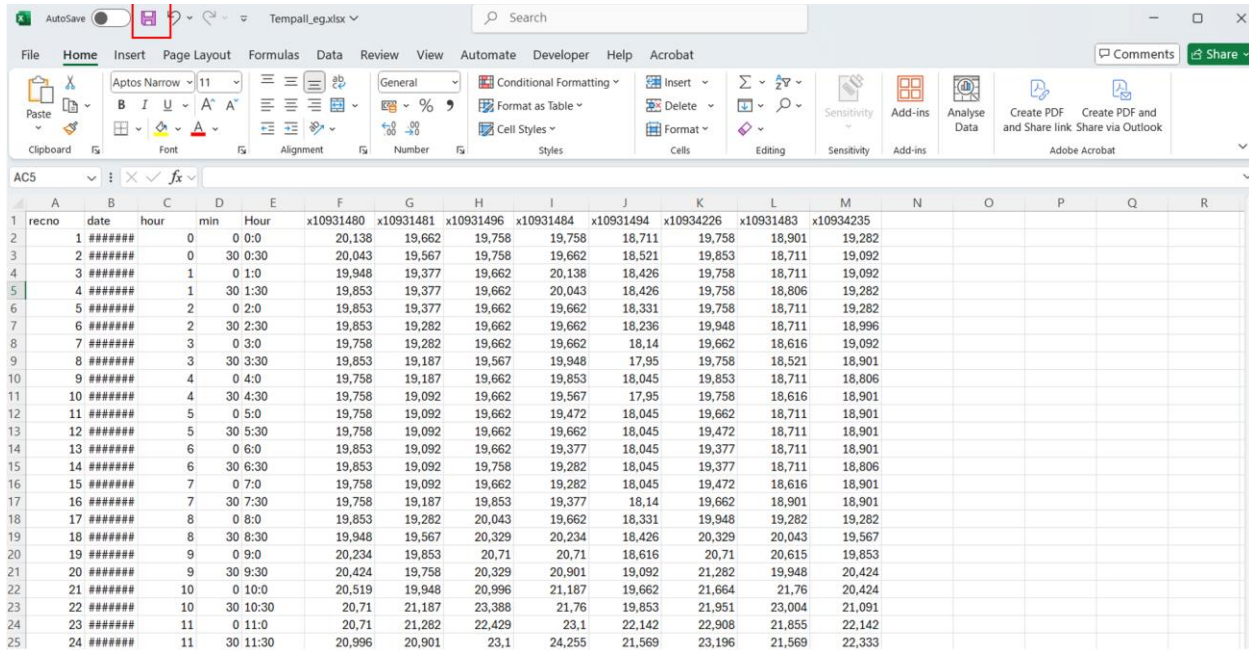 AutoSave Tempall_eg.xlsx Search
File Home Insert Page Layout Formulas Data Review View Automate Developer Help Acrobat Comments Share
Paste Aptos Narrow 11 General Conditional Formatting Insert Sensitivity Add-ins Analyse Data Create PDF and Share link Create PDF and Share via Outlook
B I U A A A ab % Format as Table Delete
Cell Styles Format
Clipboard Font Alignment Number Styles Cells Editing Sensitivity Add-ins Adobe Acrobat
AC5 fx
A B C D E F G H I J K L M N O P Q R
1 recno date hour min Hour x10931480 x10931481 x10931496 x10931484 x10931494 x10934226 x10931483 x10934235
2 1 ####### 0 0 0:0 20,138 19,662 19,758 19,758 18,711 19,758 18,901 19,282
3 2 ####### 0 30 0:30 20,043 19,567 19,758 19,662 18,521 19,853 18,711 19,092
4 3 ####### 1 0 1:0 19,948 19,377 19,662 20,138 18,426 19,758 18,711 19,092
5 4 ####### 1 30 1:30 19,853 19,377 19,662 20,043 18,426 19,758 18,806 19,282
6 5 ####### 2 0 2:0 19,853 19,377 19,662 19,662 18,331 19,758 18,711 19,282
7 6 ####### 2 30 2:30 19,853 19,282 19,662 19,662 18,236 19,948 18,711 18,996
8 7 ####### 3 0 3:0 19,758 19,282 19,662 19,662 18,14 19,662 18,616 19,092
9 8 ####### 3 30 3:30 19,853 19,187 19,567 19,948 17,95 19,758 18,521 18,901
10 9 ####### 4 0 4:0 19,758 19,187 19,662 19,853 18,045 19,853 18,711 18,806
11 10 ####### 4 30 4:30 19,758 19,092 19,662 19,567 17,95 19,758 18,616 18,901
12 11 ####### 5 0 5:0 19,758 19,092 19,662 19,472 18,045 19,662 18,711 18,901
13 12 ####### 5 30 5:30 19,758 19,092 19,662 19,662 18,045 19,472 18,711 18,901
14 13 ####### 6 0 6:0 19,853 19,092 19,662 19,377 18,045 19,377 18,711 18,901
15 14 ####### 6 30 6:30 19,853 19,092 19,758 19,282 18,045 19,377 18,711 18,806
16 15 ####### 7 0 7:0 19,758 19,092 19,662 19,282 18,045 19,472 18,616 18,901
17 16 ####### 7 30 7:30 19,758 19,187 19,853 19,377 18,14 19,662 18,901 18,901
18 17 ####### 8 0 8:0 19,853 19,282 20,043 19,662 18,331 19,948 19,282 19,282
19 18 ####### 8 30 8:30 19,948 19,567 20,329 20,234 18,426 20,329 20,043 19,567
20 19 ####### 9 0 9:0 20,234 19,853 20,71 20,71 18,616 20,71 20,615 19,853
21 20 ####### 9 30 9:30 20,424 19,758 20,329 20,901 19,092 21,282 19,948 20,424
22 21 ####### 10 0 10:0 20,519 19,948 20,996 21,187 19,662 21,664 21,76 20,424
23 22 ####### 10 30 10:30 20,71 21,187 23,388 21,76 19,853 21,951 23,004 21,091
24 23 ####### 11 0 11:0 20,71 21,282 22,429 23,1 22,142 22,908 21,855 22,142
25 24 ####### 11 30 11:30 20,996 20,901 23,1 24,255 21,569 23,196 21,569 22,333